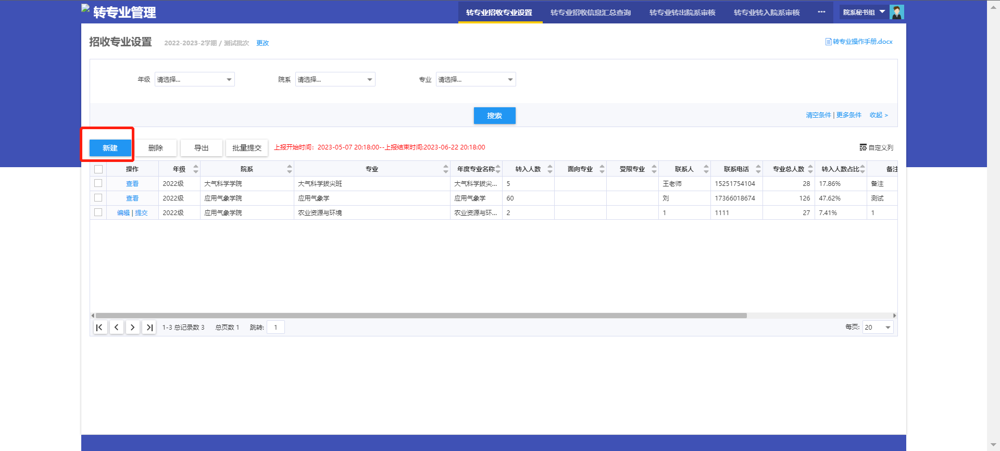 转专业管理
转专业招收专业设置 转专业招收信息汇总查询 转专业转出院系审核 转专业转入院系审核 ··· 院系秘书组
招收专业设置 2022-2023-2学期 / 测试批次 更改 转专业操作手册.docx
年级 请选择... 院系 请选择... 专业 请选择...
搜索 清空条件 | 更多条件 收起 >
新建 删除 导出 批量提交 上报开始时间：2023-05-07 20:18:00--上报结束时间:2023-06-22 20:18:00 自定义列
操作 年级 院系 专业 年度专业名称 转入人数 面向专业 受限专业 联系人 联系电话 专业总人数 转入人数占比 备注
查看 2022级 大气科学学院 大气科学拔尖班 大气科学拔尖... 5 王老师 15251754104 28 17.86% 备注
查看 2022级 应用气象学院 应用气象学 应用气象学 60 刘 17366018674 126 47.62% 测试
编辑 | 提交 2022级 应用气象学院 农业资源与环境 农业资源与环... 2 1 1111 27 7.41% 1
1-3 总记录数 3 总页数 1 跳转: 1 每页: 20